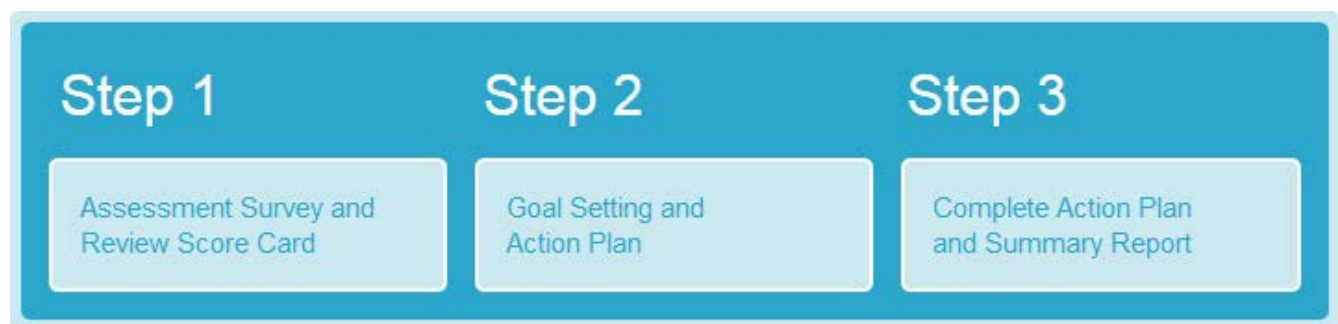 Step 1
Assessment Survey and
Review Score Card
Step 2
Goal Setting and
Action Plan
Step 3
Complete Action Plan
and Summary Report